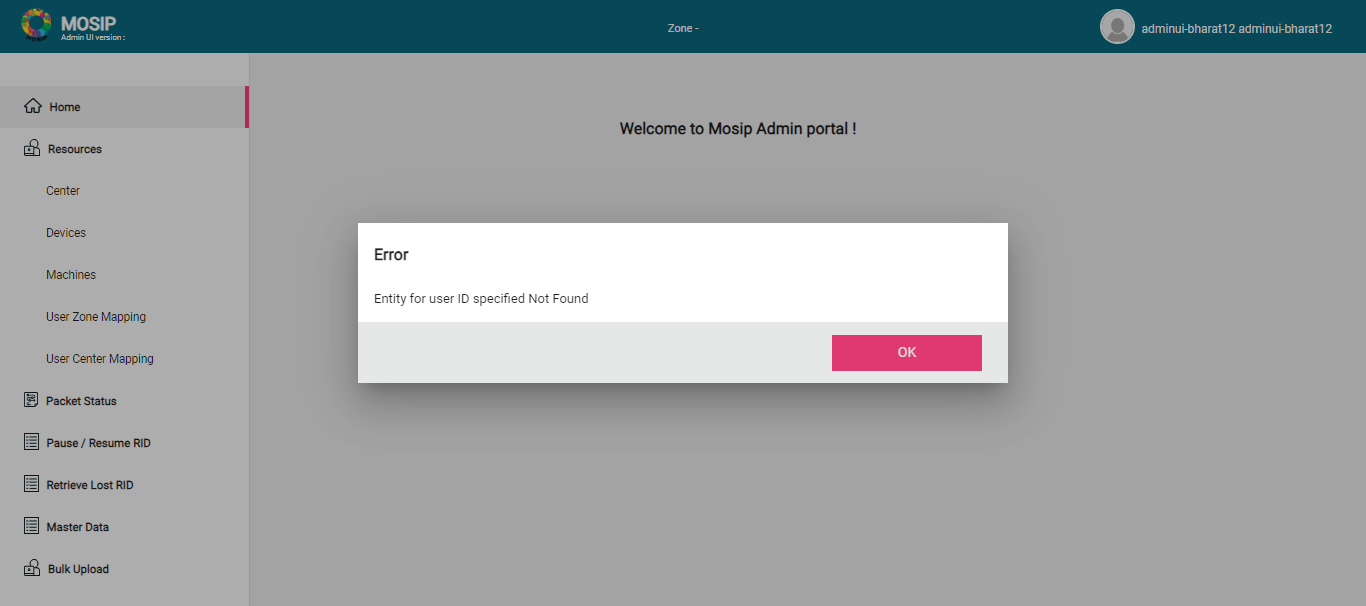 MOSIP
Admin UI version :
Zone -
adminui-bharat12 adminui-bharat12
Home
Resources
Center
Devices
Machines
User Zone Mapping
User Center Mapping
Packet Status
Pause / Resume RID
Retrieve Lost RID
Master Data
Bulk Upload
Welcome to Mosip Admin portal !
Error
Entity for user ID specified Not Found
OK